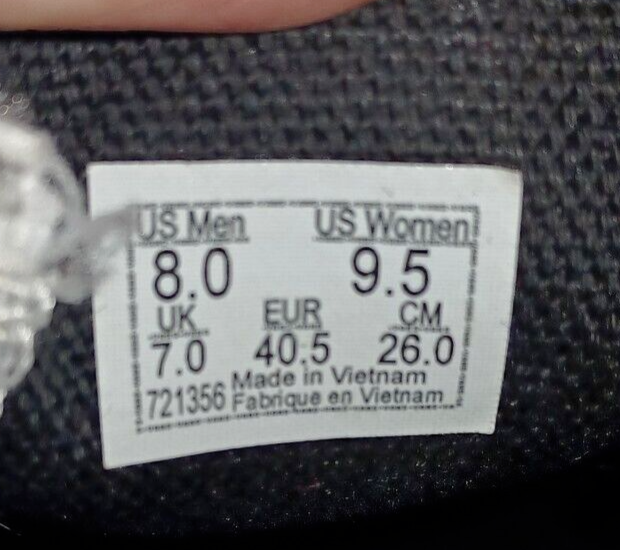 US Men US Women
8.0 9.5
UK EUR CM
7.0 40.5 26.0
Made in Vietnam
721356 Fabrique en Vietnam